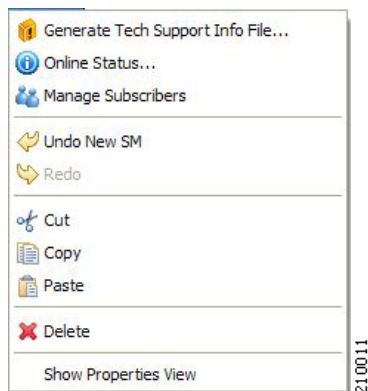 Generate Tech Support Info File...
Online Status...
Manage Subscribers
Undo New SM
Redo
Cut
Copy
Paste
Delete
Show Properties View
210011